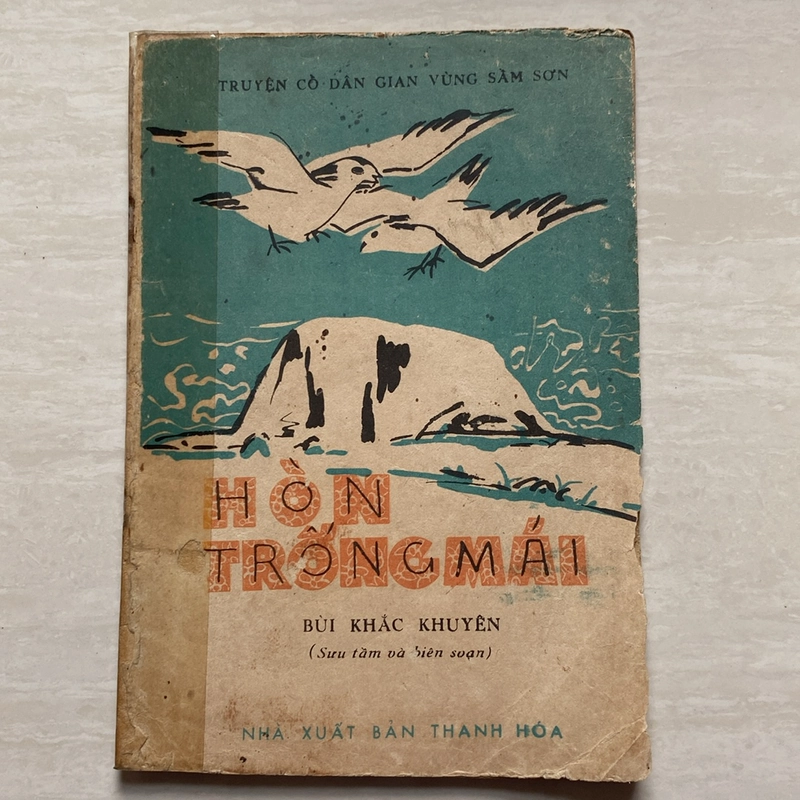 TRUYỆN CỔ DÂN GIAN VÙNG SẦM SƠN
HÒN
TRỐNG MÁI
BÙI KHẮC KHUYÊN
(Sưu tầm và biên soạn)
NHÀ XUẤT BẢN THANH HÓA